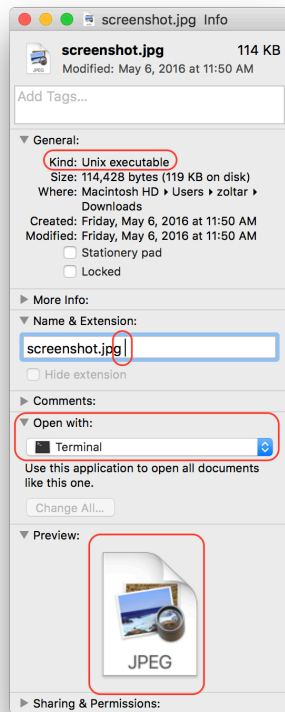 screenshot.jpg Info
screenshot.jpg 114 KB
JPEG
Modified: May 6, 2016 at 11:50 AM
Add Tags...
General:
Kind: Unix executable
Size: 114,428 bytes (119 KB on disk)
Where: Macintosh HD ▸ Users ▸ zoltar ▸
Downloads
Created: Friday, May 6, 2016 at 11:50 AM
Modified: Friday, May 6, 2016 at 11:50 AM
Stationery pad
Locked
More Info:
Name & Extension:
screenshot.jpg
Hide extension
Comments:
Open with:
Terminal
Use this application to open all documents
like this one.
Change All...
Preview:
JPEG
Sharing & Permissions: